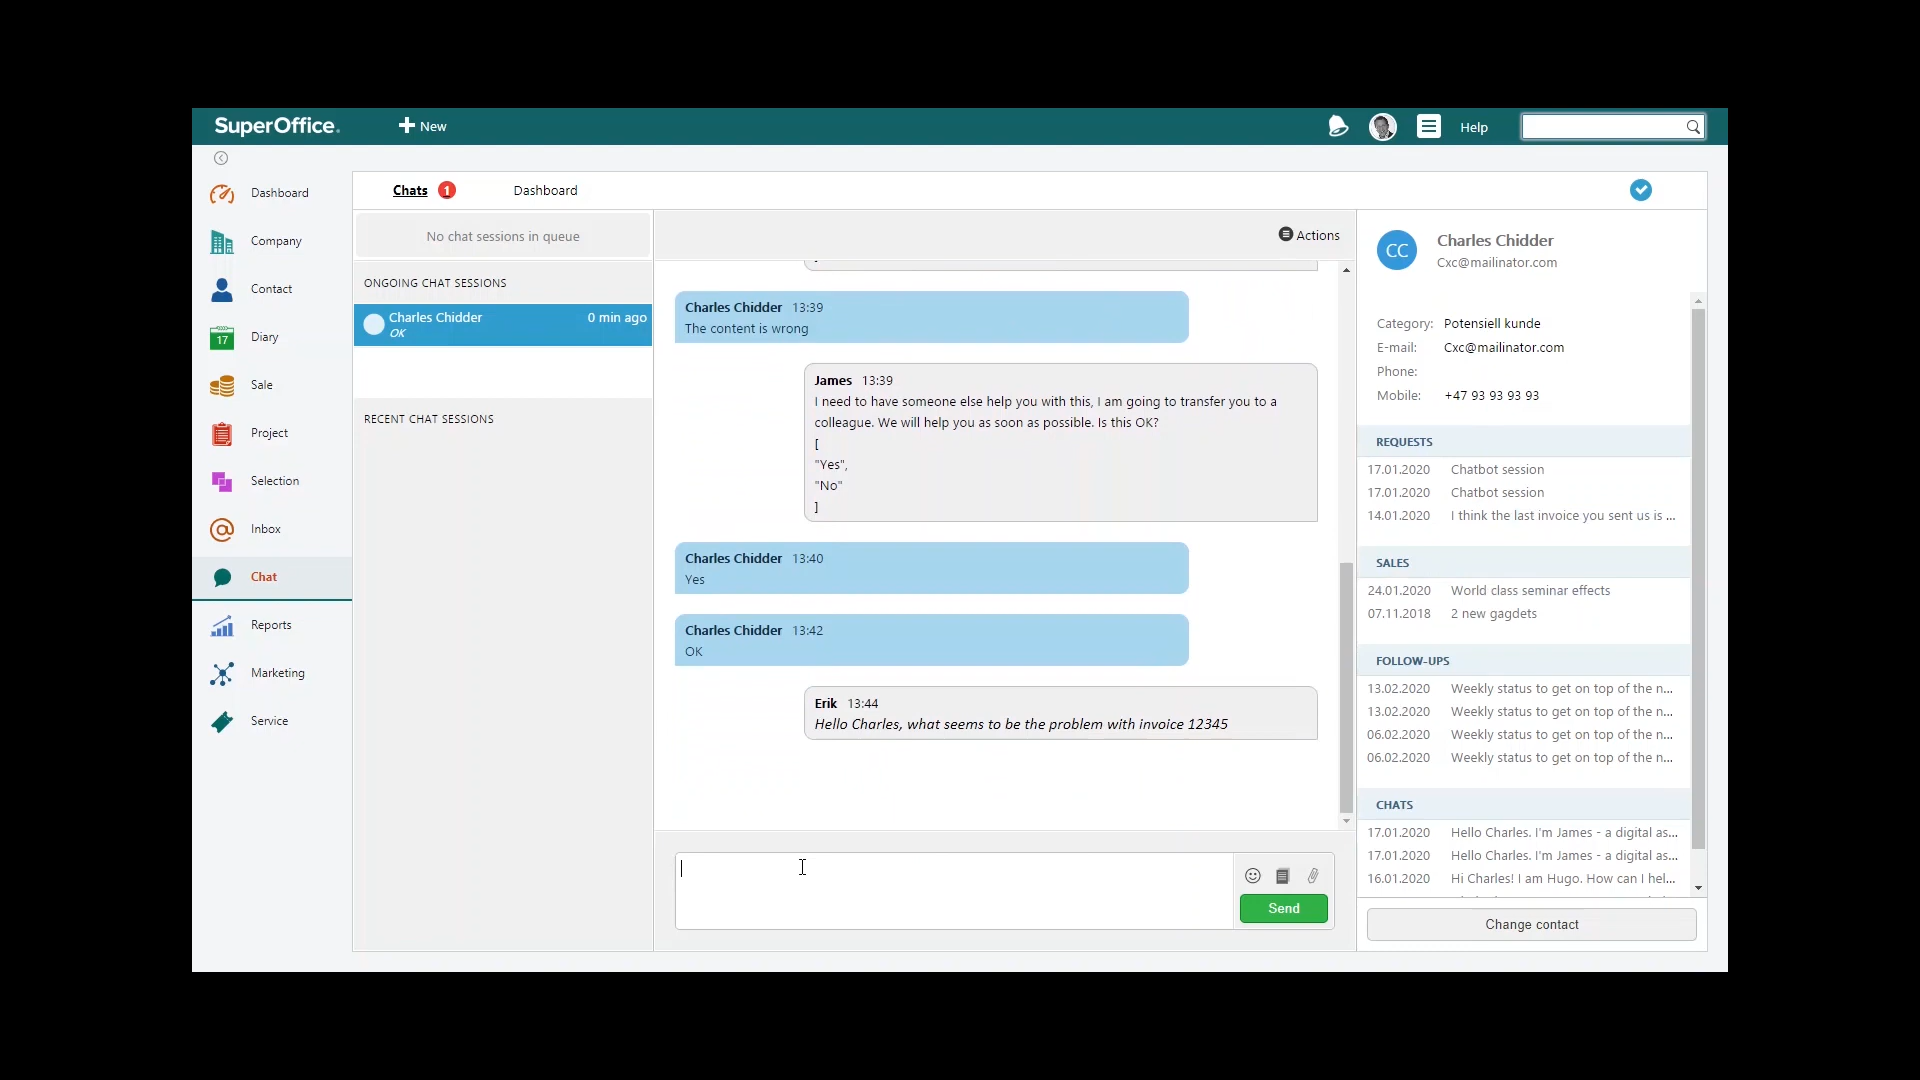 SuperOffice.
New
Help
Dashboard
Company
Contact
17
Diary
Sale
Project
Selection
Inbox
Chat
Reports
Marketing
Service
Chats 1 Dashboard
No chat sessions in queue
ONGOING CHAT SESSIONS
Charles Chidder 0 min ago
OK
RECENT CHAT SESSIONS
Actions
Charles Chidder 13:39
The content is wrong
James 13:39
I need to have someone else help you with this, I am going to transfer you to a
colleague. We will help you as soon as possible. Is this OK?
[
"Yes",
"No"
]
Charles Chidder 13:40
Yes
Charles Chidder 13:42
OK
Erik 13:44
Hello Charles, what seems to be the problem with invoice 12345
Send
CC
Charles Chidder
Cxc@mailinator.com
Category: Potensiell kunde
E-mail: Cxc@mailinator.com
Phone:
Mobile: +47 93 93 93 93
REQUESTS
17.01.2020 Chatbot session
17.01.2020 Chatbot session
14.01.2020 I think the last invoice you sent us is ...
SALES
24.01.2020 World class seminar effects
07.11.2018 2 new gagdets
FOLLOW-UPS
13.02.2020 Weekly status to get on top of the n...
13.02.2020 Weekly status to get on top of the n...
06.02.2020 Weekly status to get on top of the n...
06.02.2020 Weekly status to get on top of the n...
CHATS
17.01.2020 Hello Charles. I'm James - a digital as...
17.01.2020 Hello Charles. I'm James - a digital as...
16.01.2020 Hi Charles! I am Hugo. How can I hel...
Change contact